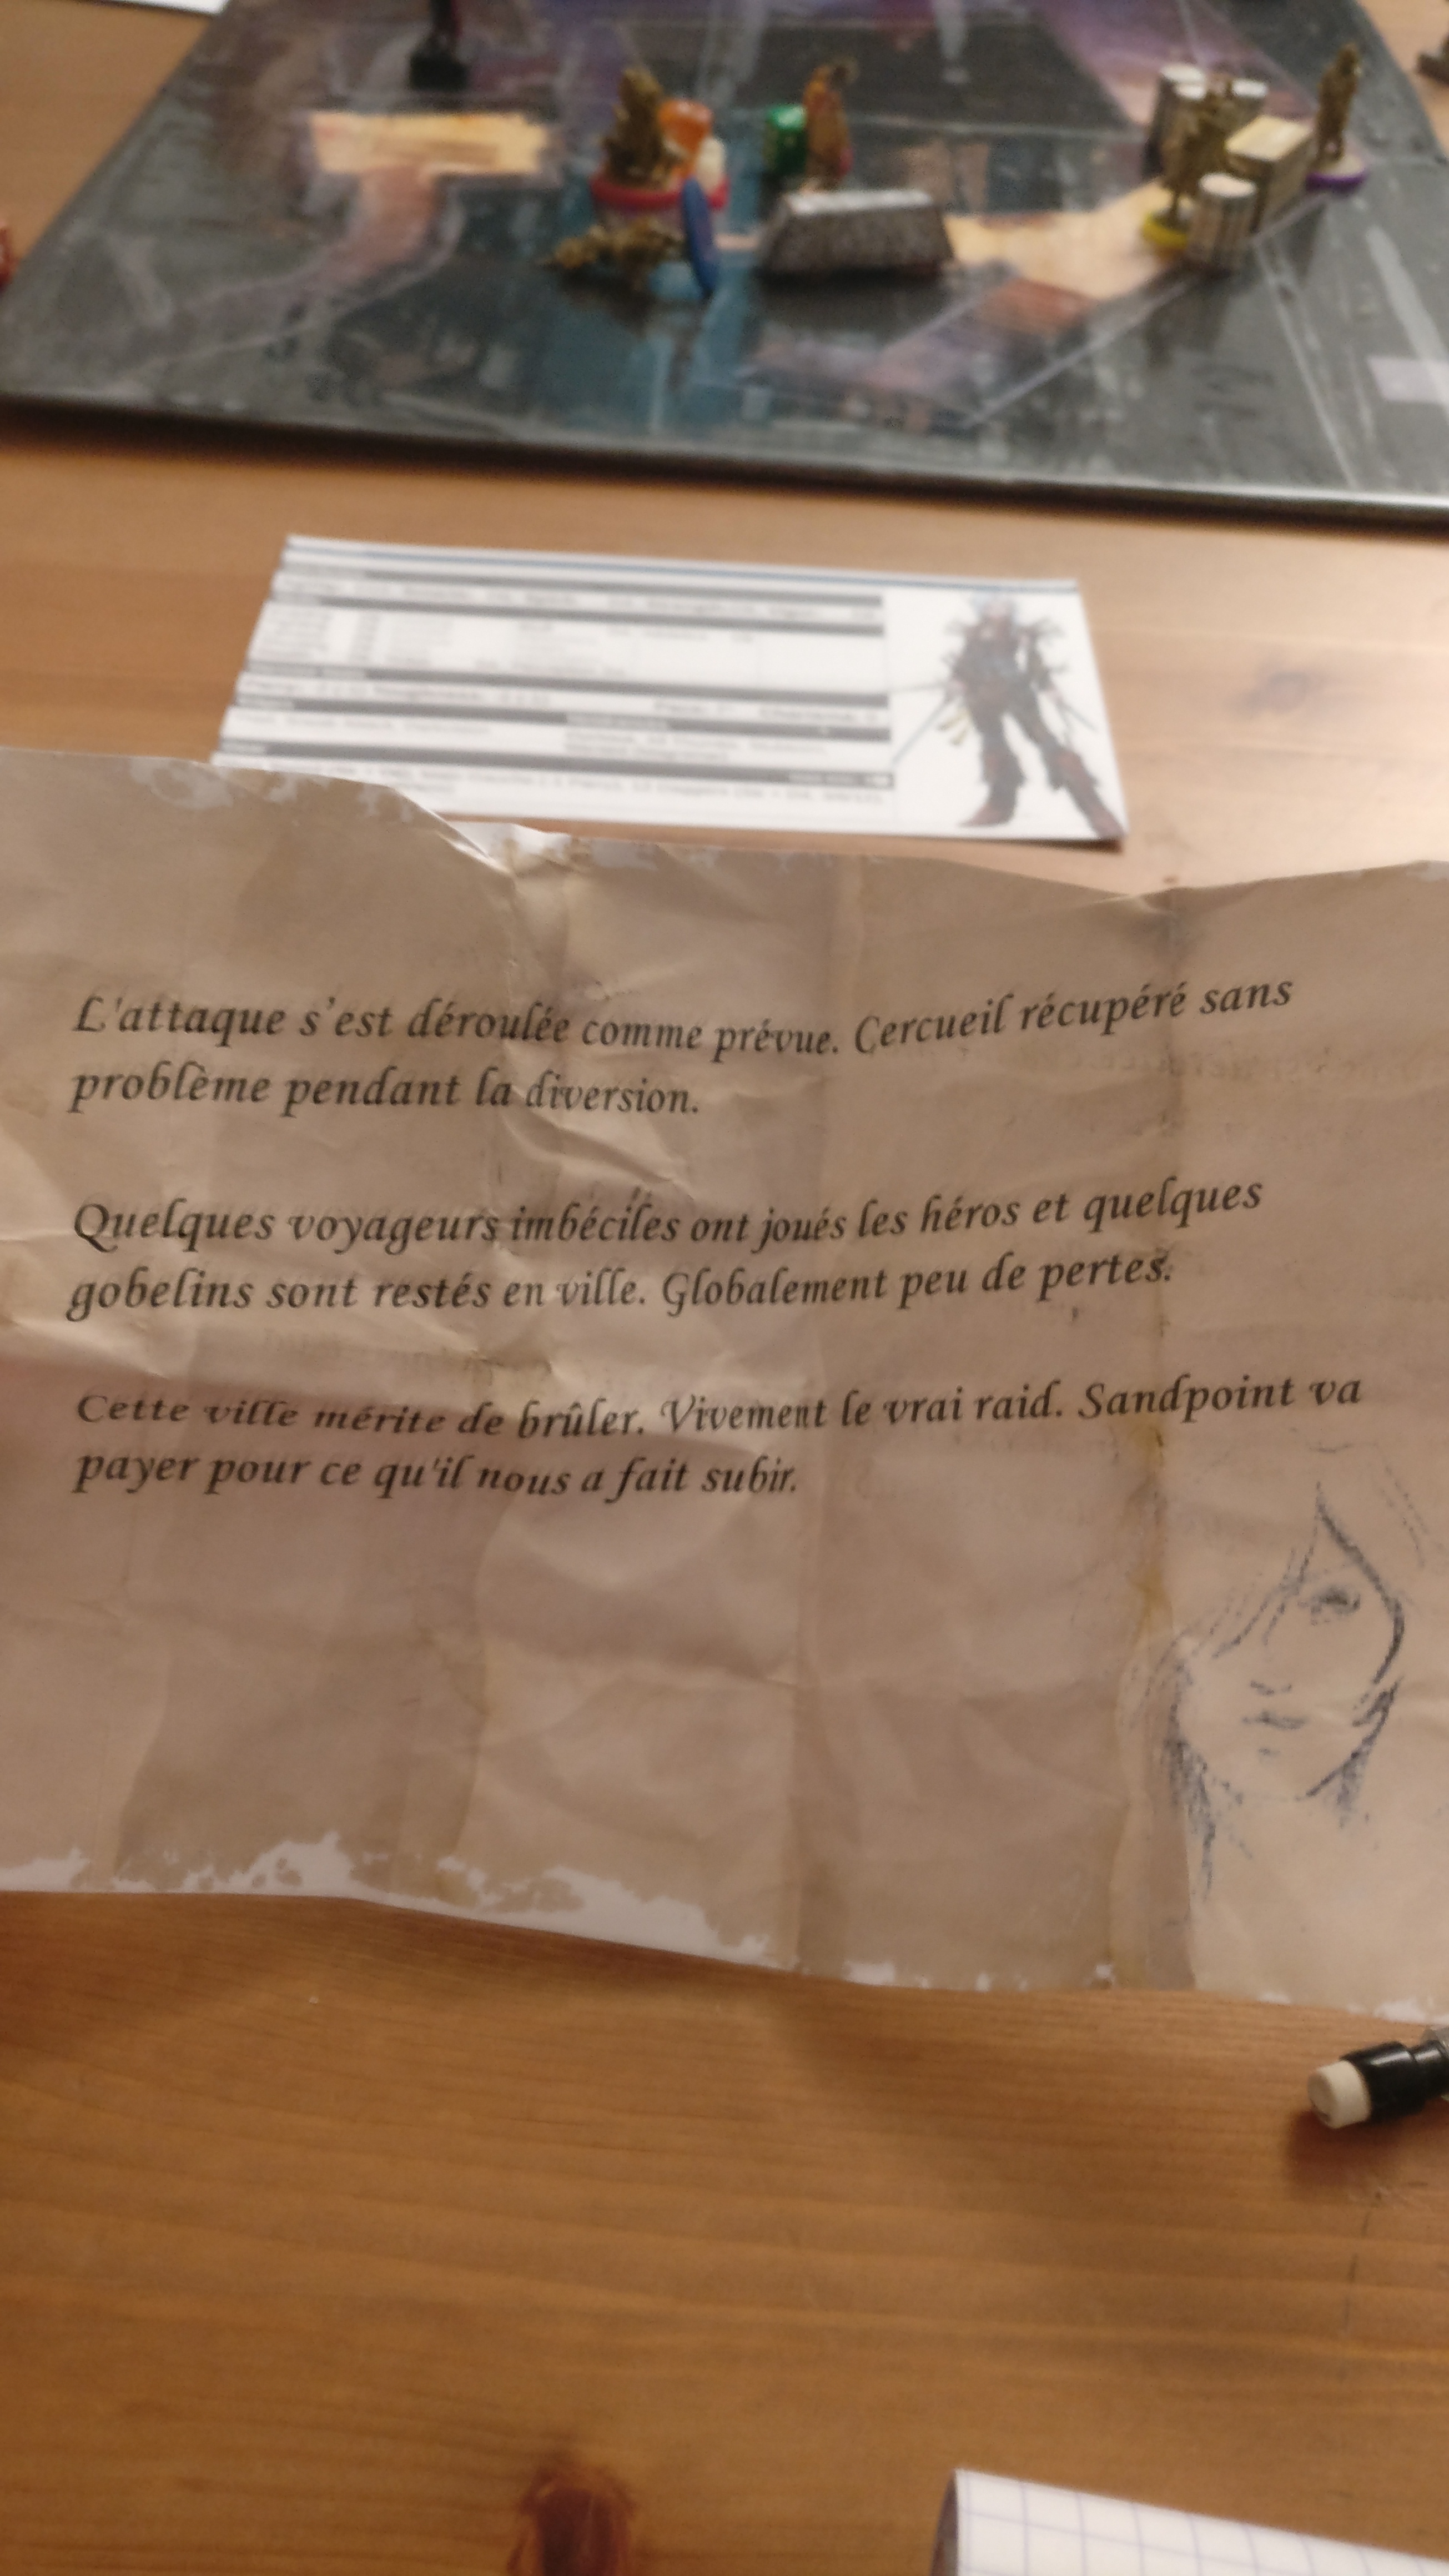 L'attaque s'est déroulée comme prévue. Cercueil récupéré sans
problème pendant la diversion.
Quelques voyageurs imbéciles ont joués les héros et quelques
gobelins sont restés en ville. Globalement peu de pertes.
Cette ville mérite de brûler. Vivement le vrai raid. Sandpoint va
payer pour ce qu'il nous a fait subir.